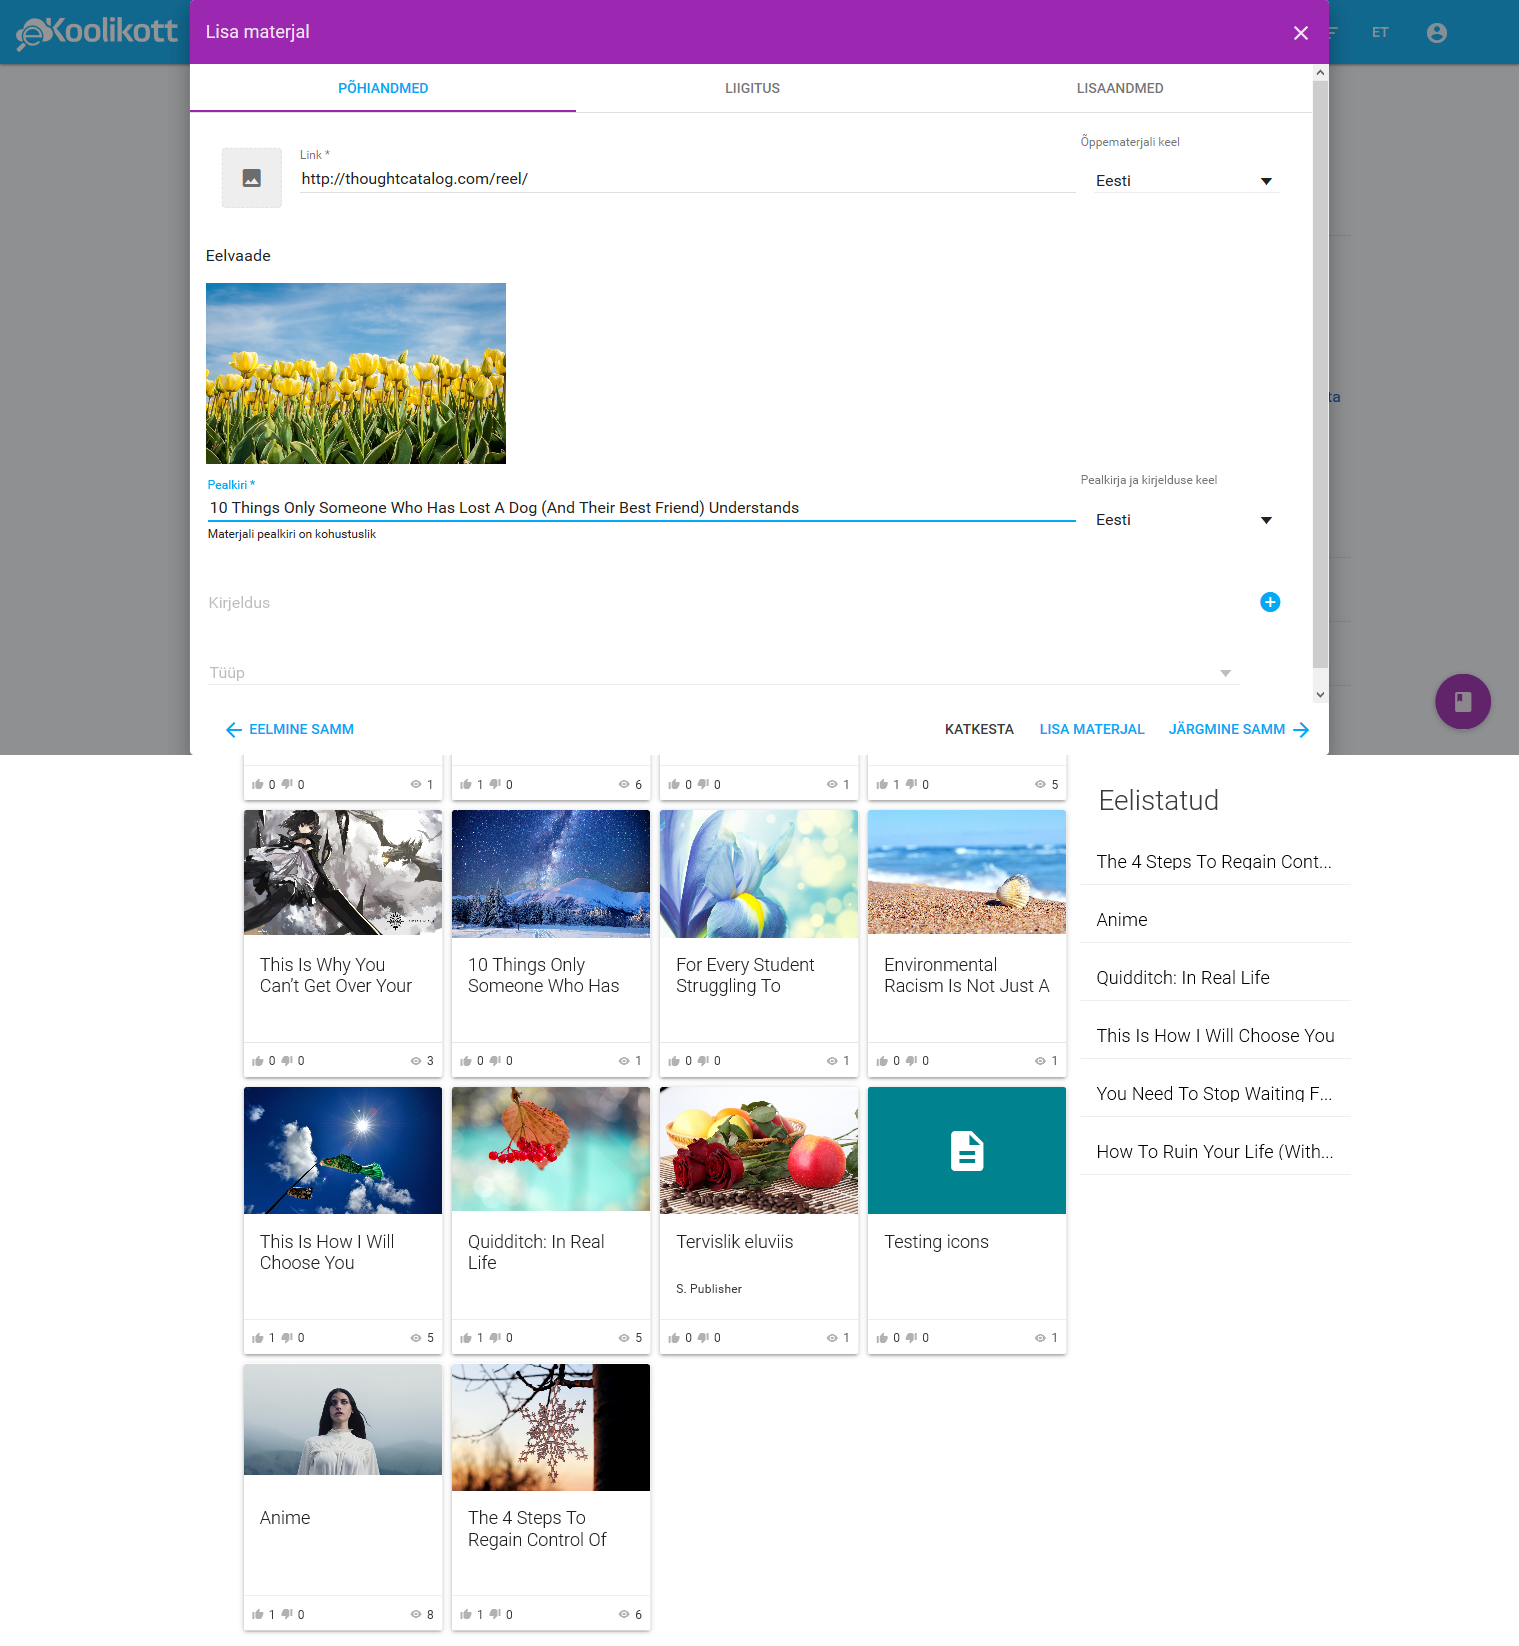 eKoolikott
Lisa materjal
ET
PÕHIANDMED
LIIGITUS
LISAANDMED
Link *
http://thoughtcatalog.com/reel/
Õppematerjali keel
Eesti
Eelvaade
ta
Pealkiri *
10 Things Only Someone Who Has Lost A Dog (And Their Best Friend) Understands
Materjali pealkiri on kohustuslik
Pealkirja ja kirjelduse keel
Eesti
Kirjeldus
Tüüp
EELMINE SAMM
KATKESTA
LISA MATERJAL
JÄRGMINE SAMM
0 0 1
1 0 6
0 0 1
1 0 5
This Is Why You
Can't Get Over Your
0 0 3
10 Things Only
Someone Who Has
0 0 1
For Every Student
Struggling To
0 0 1
Environmental
Racism Is Not Just A
0 0 1
This Is How I Will
Choose You
1 0 5
Quidditch: In Real
Life
1 0 5
Tervislik eluviis
S. Publisher
0 0 1
Testing icons
0 0 1
Anime
1 0 8
The 4 Steps To
Regain Control Of
1 0 6
Eelistatud
The 4 Steps To Regain Cont...
Anime
Quidditch: In Real Life
This Is How I Will Choose You
You Need To Stop Waiting F...
How To Ruin Your Life (With...